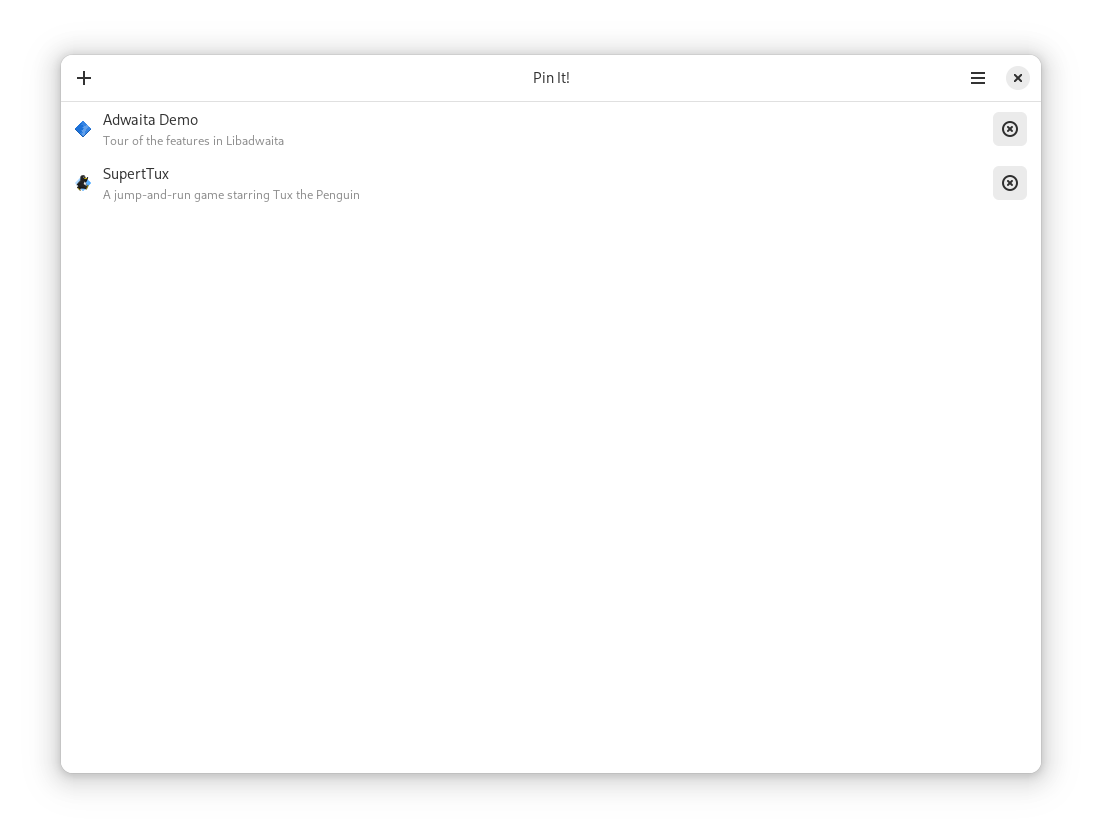 Pin It!
Adwaita Demo
Tour of the features in Libadwaita
SupertTux
A jump-and-run game starring Tux the Penguin